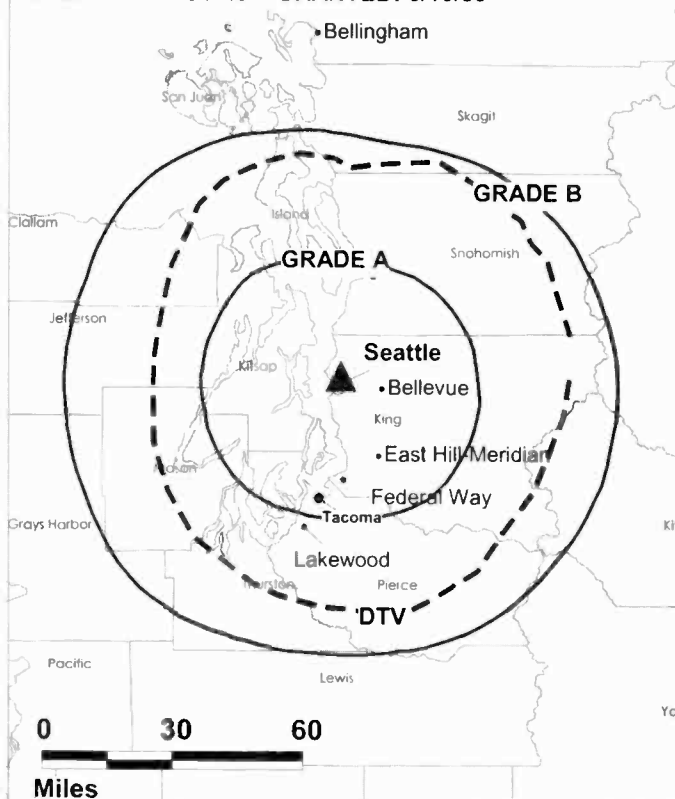 Bellingham
San Juan
Skagit
GRADE B
Island
Clallam
Snohomish
GRADE A
Jefferson
Seattle
Kitsap
Bellevue
King
East Hill-Meridian
Mason
Federal Way
Tacoma
Grays Harbor
Lakewood
Thurston
Pierce
DTV
Pacific
Lewis
0 30 60
Miles